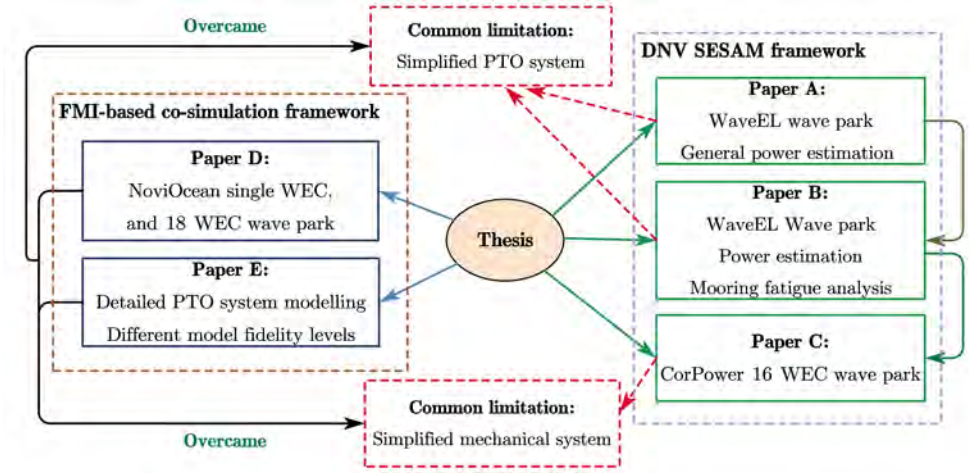 Overcame
Common limitation:
Simplified PTO system
DNV SESAM framework
FMI-based co-simulation framework
Paper D:
NoviOcean single WEC,
and 18 WEC wave park
Paper E:
Detailed PTO system modelling
Different model fidelity levels
Thesis
Paper A:
WaveEL wave park
General power estimation
Paper B:
WaveEL Wave park
Power estimation
Mooring fatigue analysis
Paper C:
CorPower 16 WEC wave park
Common limitation:
Simplified mechanical system
Overcame